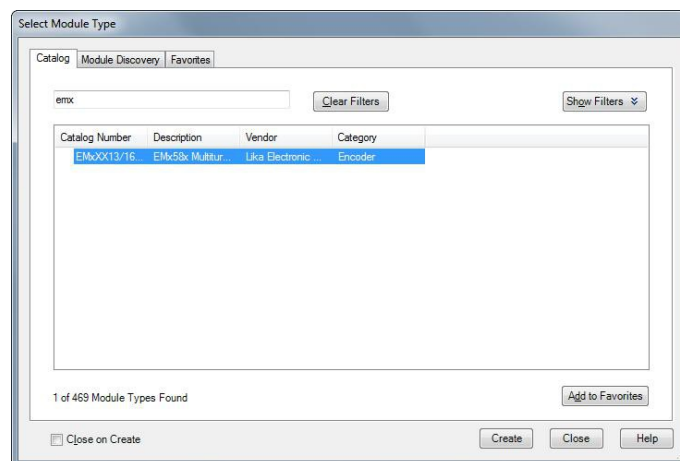 Select Module Type
Catalog Module Discovery Favorites
emx Clear Filters Show Filters
Catalog Number Description Vendor Category
EMxXX13/16... EMx58x Multitur... Lika Electronic ... Encoder
1 of 469 Module Types Found Add to Favorites
Close on Create Create Close Help